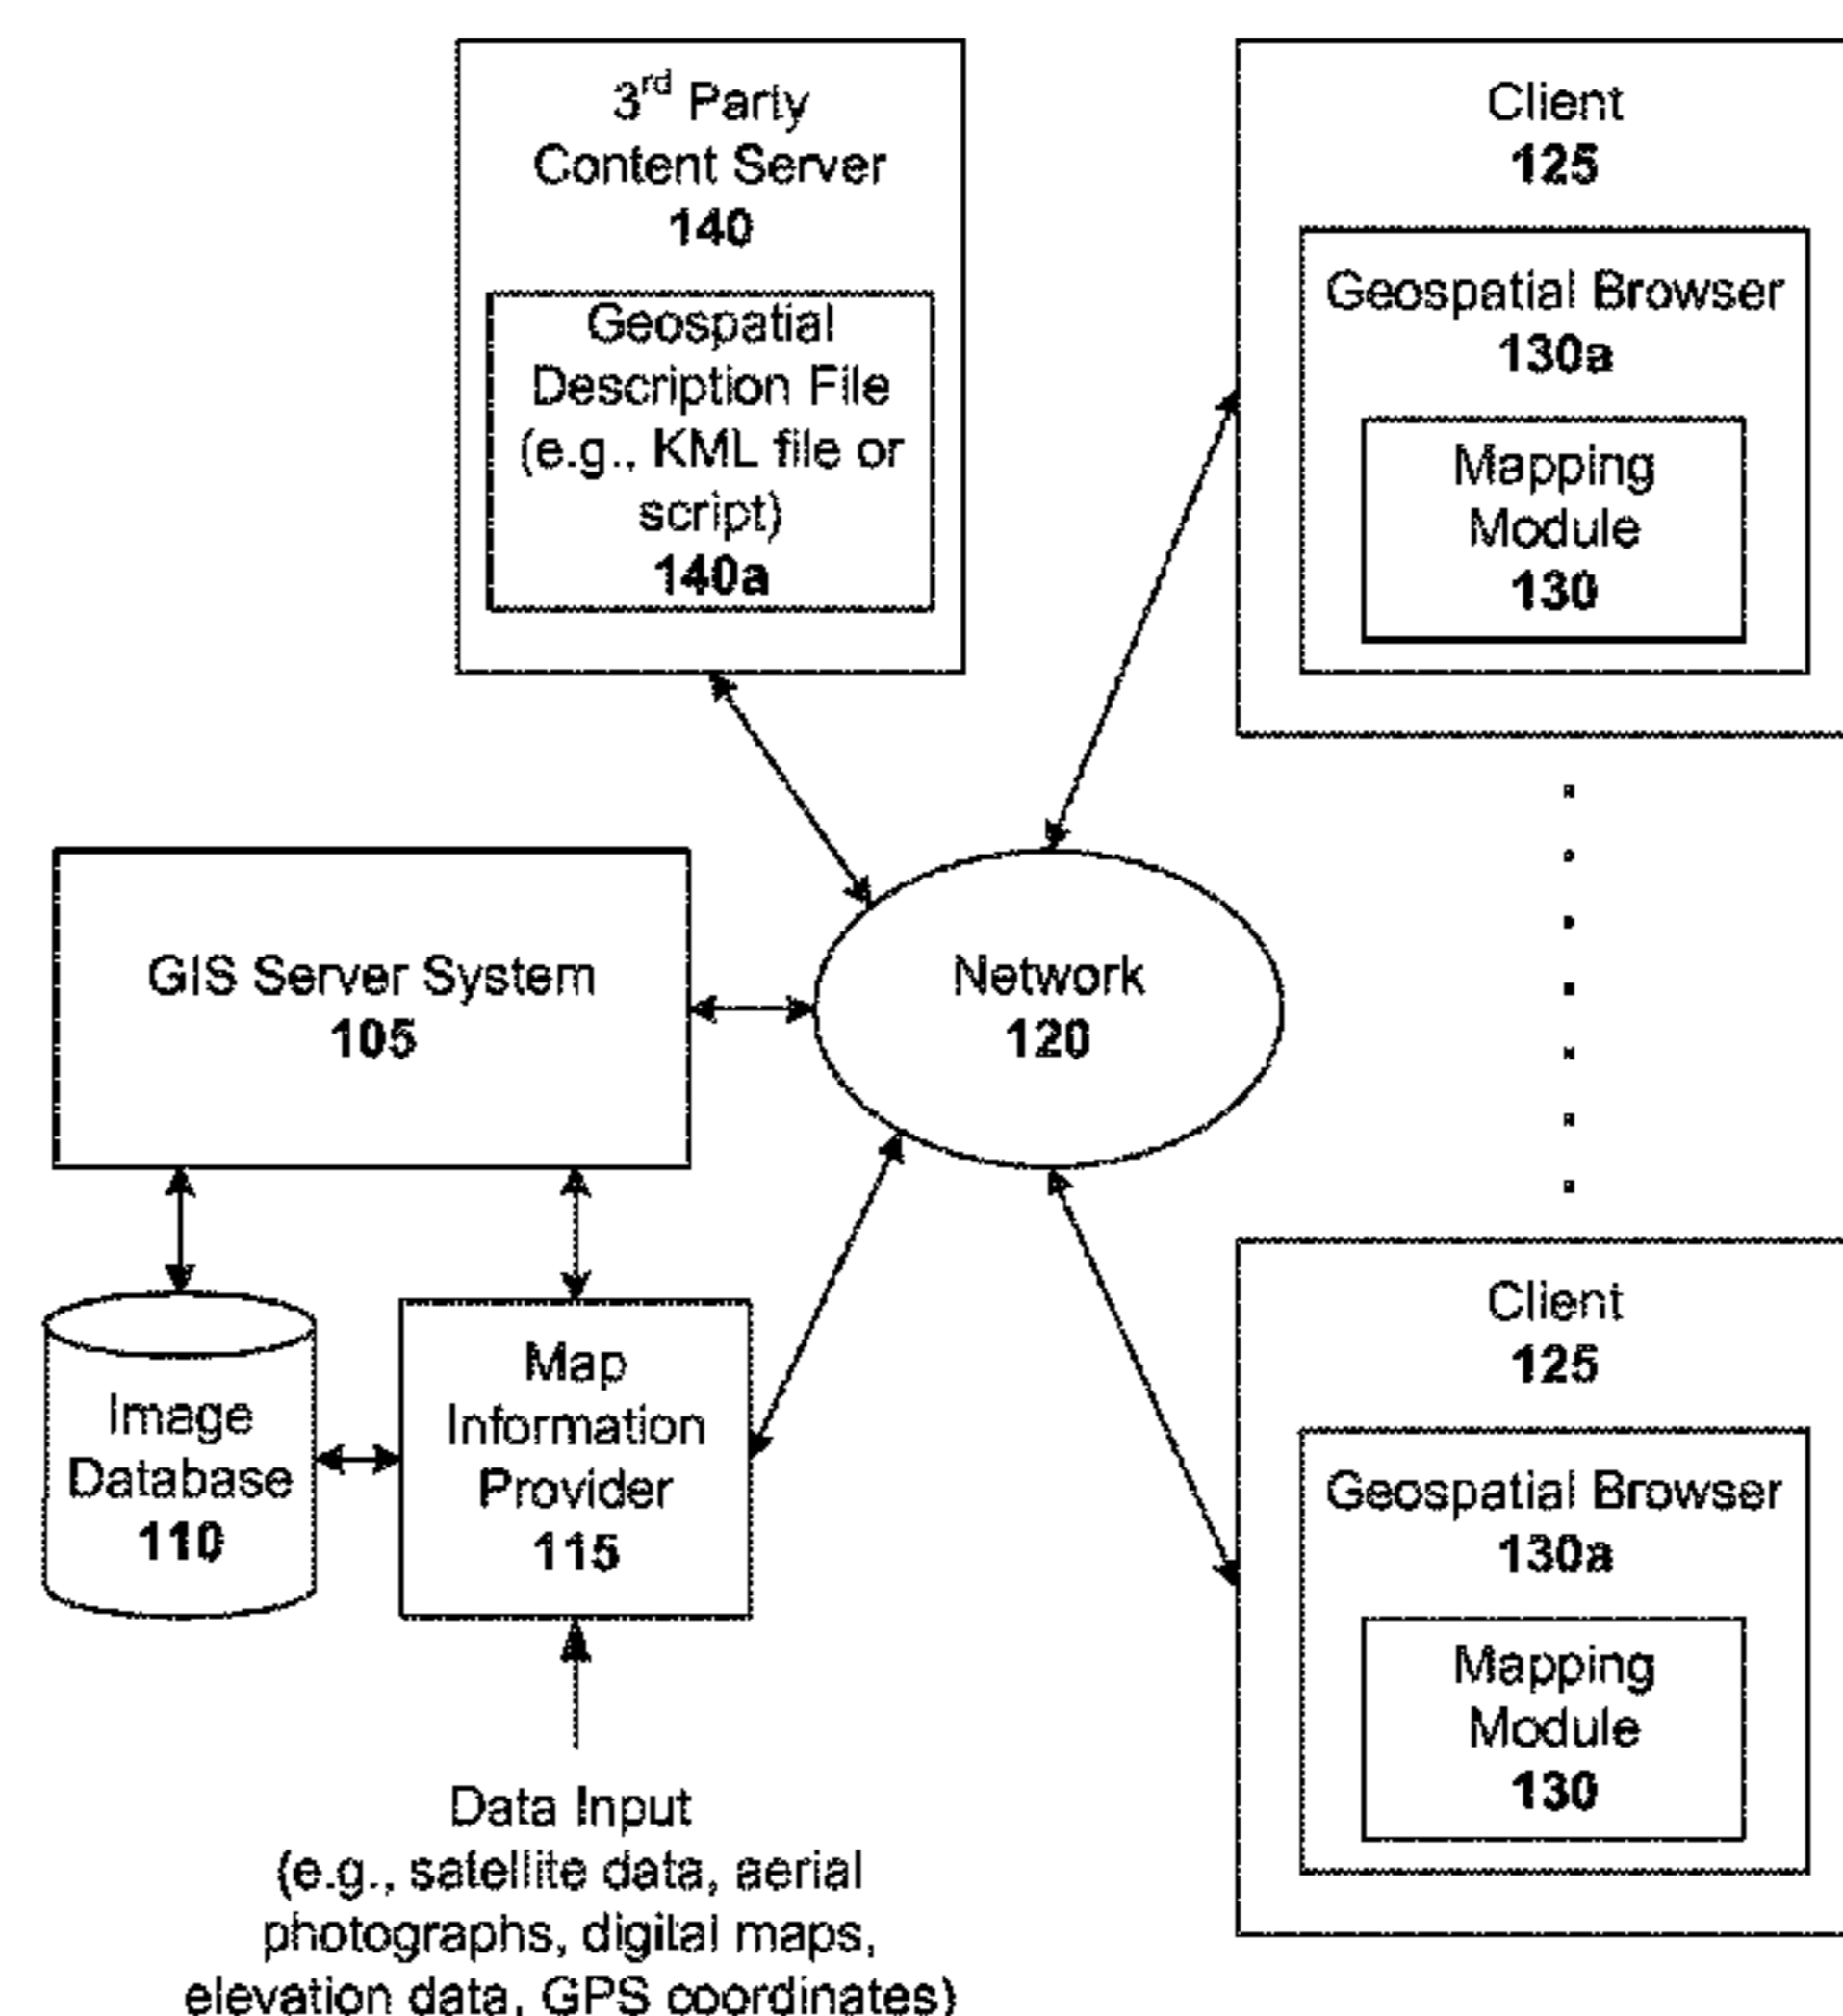 3rd Party
Content Server
140
Geospatial
Description File
(e.g., KML file or
script)
140a
Client
125
Geospatial Browser
130a
Mapping
Module
130
GIS Server System
105
Network
120
Image
Database
110
Map
Information
Provider
115
Client
125
Geospatial Browser
130a
Mapping
Module
130
Data Input
(e.g., satellite data, aerial
photographs, digital maps,
elevation data, GPS coordinates)